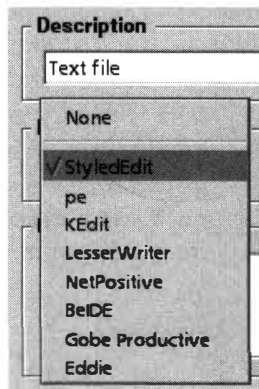 Description
Text file
None
√ StyledEdit
pe
KEdit
LesserWriter
NetPositive
BeIDE
Gobe Productive
Eddie